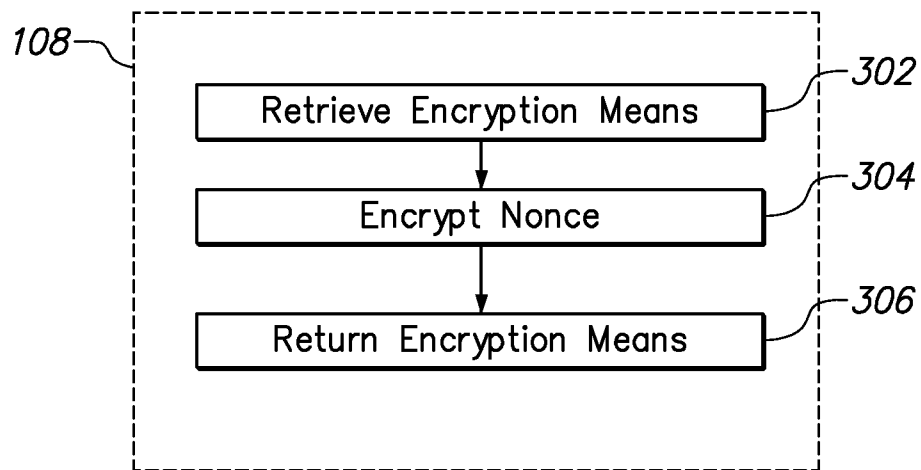 108
302
Retrieve Encryption Means
304
Encrypt Nonce
306
Return Encryption Means